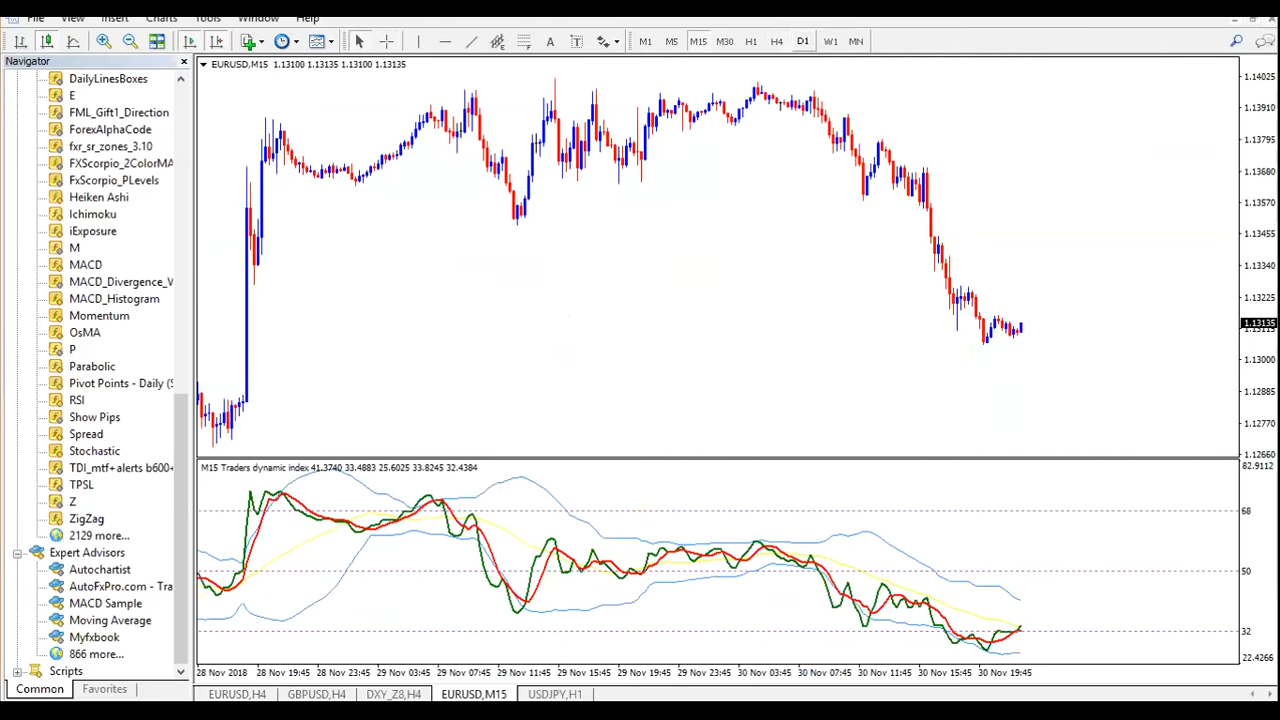 File View Insert Charts Tools Window Help
M1 M5 M15 M30 H1 H4 D1 W1 MN
Navigator
DailyLinesBoxes
E
FML_Gift1_Direction
ForexAlphaCode
fxr_sr_zones_3.10
FXScorpio_2ColorMA
FxScorpio_PLevels
Heiken Ashi
Ichimoku
iExposure
M
MACD
MACD_Divergence_V
MACD_Histogram
Momentum
OsMA
P
Parabolic
Pivot Points - Daily (S
RSI
Show Pips
Spread
Stochastic
TDI_mtf+alerts b600+
TPSL
Z
ZigZag
2129 more...
Expert Advisors
Autochartist
AutoFxPro.com - Tra
MACD Sample
Moving Average
Myfxbook
866 more...
Scripts
Common Favorites
EURUSD,M15 1.13100 1.13135 1.13100 1.13135
1.14025
1.13910
1.13795
1.13680
1.13570
1.13455
1.13340
1.13225
1.13135
1.13115
1.13000
1.12885
1.12770
1.12660
M15 Traders dynamic index 41.3740 33.4883 25.6025 33.8245 32.4384
82.9112
68
50
32
22.4266
28 Nov 2018 28 Nov 19:45 28 Nov 23:45 29 Nov 03:45 29 Nov 07:45 29 Nov 11:45 29 Nov 15:45 29 Nov 19:45 29 Nov 23:45 30 Nov 03:45 30 Nov 07:45 30 Nov 11:45 30 Nov 15:45 30 Nov 19:45
EURUSD,H4 GBPUSD,H4 DXY_Z8,H4 EURUSD,M15 USDJPY,H1